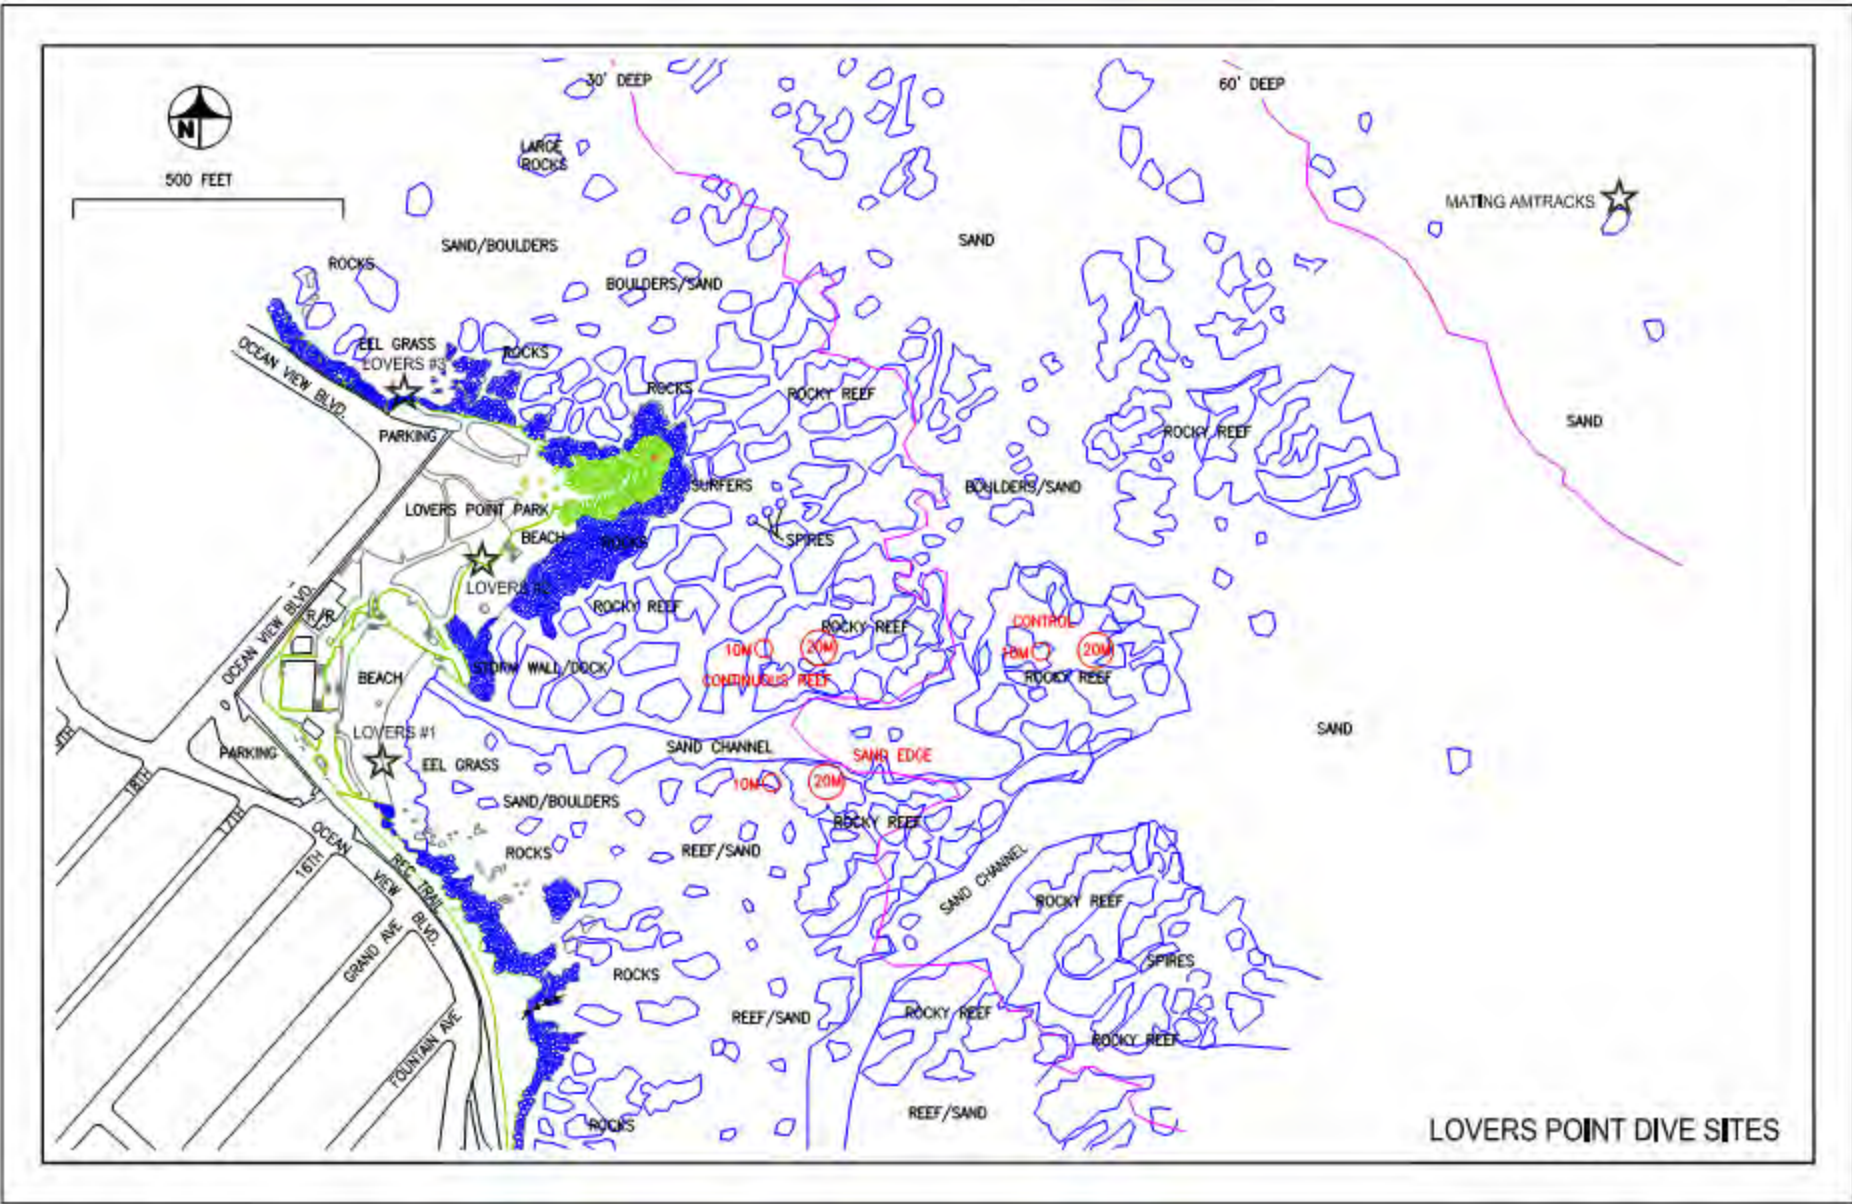 30' DEEP
60' DEEP
N
LARGE
ROCKS
500 FEET
MATING AMTRACKS
SAND/BOULDERS
SAND
ROCKS
BOULDERS/SAND
EEL GRASS
ROCKS
OCEAN VIEW BLVD.
LOVERS #3
ROCKS
ROCKY REEF
SAND
PARKING
ROCKY REEF
SURFERS
BOULDERS/SAND
LOVERS POINT PARK
BEACH
ROCKS
SPIRES
LOVERS #2
OCEAN VIEW BLVD.
R/R
ROCKY REEF
ROCKY REEF
CONTROL
10M
20M
10M
20M
STORM WALL/DOCK
BEACH
CONTINUOUS REEF
ROCKY REEF
LOVERS #1
SAND
PARKING
SAND CHANNEL
SAND EDGE
EEL GRASS
10M
20M
18TH
SAND/BOULDERS
17TH
ROCKY REEF
OCEAN VIEW BLVD.
16TH
REC TRAIL
ROCKS
REEF/SAND
SAND CHANNEL
ROCKY REEF
GRAND AVE
ROCKS
SPIRES
REEF/SAND
ROCKY REEF
FOUNTAIN AVE
ROCKY REEF
REEF/SAND
ROCKS
LOVERS POINT DIVE SITES